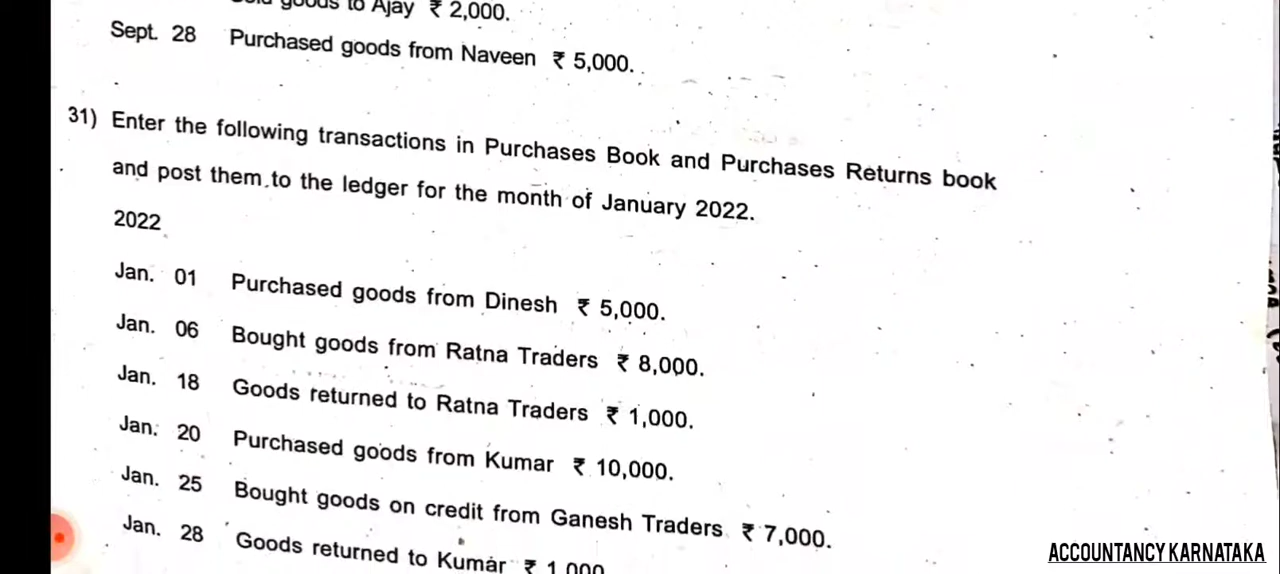 goods to Ajay ₹ 2,000.
Sept. 28 Purchased goods from Naveen ₹ 5,000.
31) Enter the following transactions in Purchases Book and Purchases Returns book
and post them to the ledger for the month of January 2022.
2022
Jan. 01 Purchased goods from Dinesh ₹ 5,000.
Jan. 06 Bought goods from Ratna Traders ₹ 8,000.
Jan. 18 Goods returned to Ratna Traders ₹ 1,000.
Jan. 20 Purchased goods from Kumar ₹ 10,000.
Jan. 25 Bought goods on credit from Ganesh Traders ₹ 7,000.
Jan. 28 Goods returned to Kumar ₹ 1,000
ACCOUNTANCY KARNATAKA